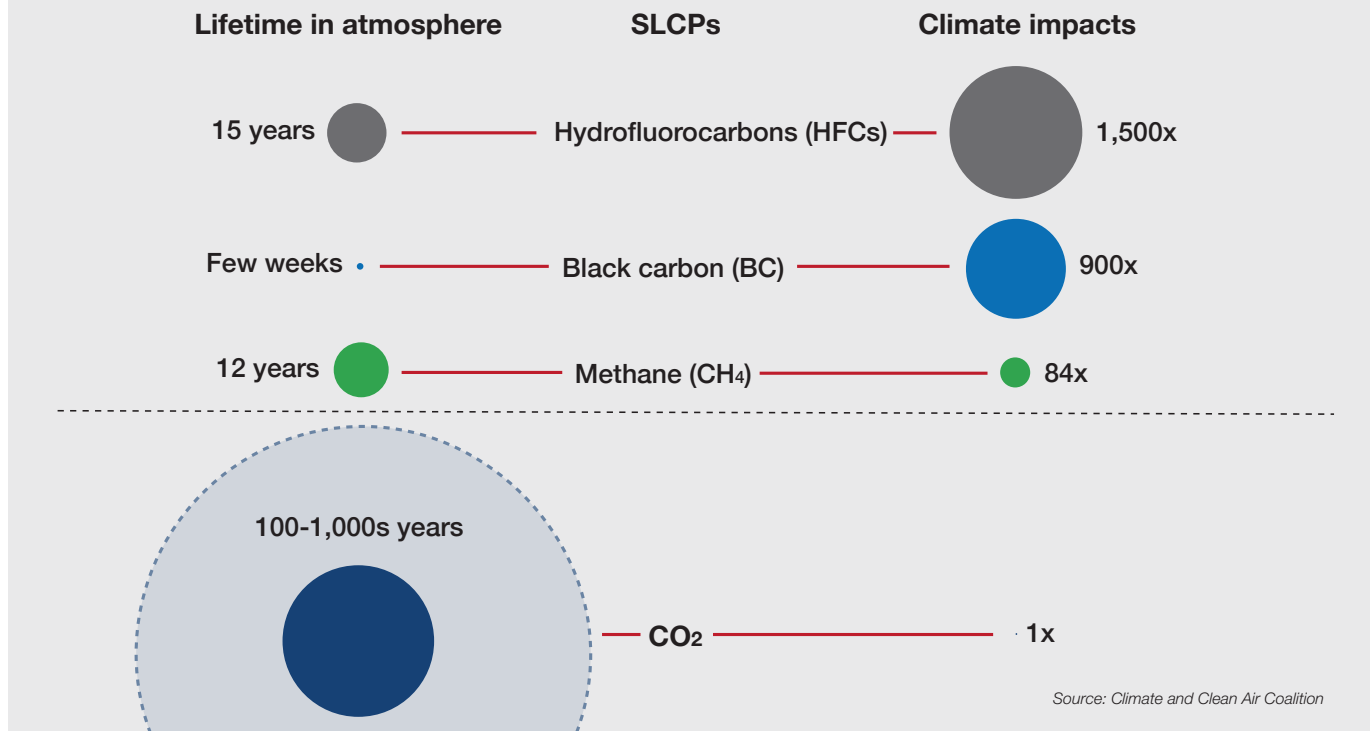 Lifetime in atmosphere SLCPs Climate impacts
15 years Hydrofluorocarbons (HFCs) 1,500x
Few weeks Black carbon (BC) 900x
12 years Methane (CH₄) 84x
100-1,000s years
CO₂ 1x
Source: Climate and Clean Air Coalition